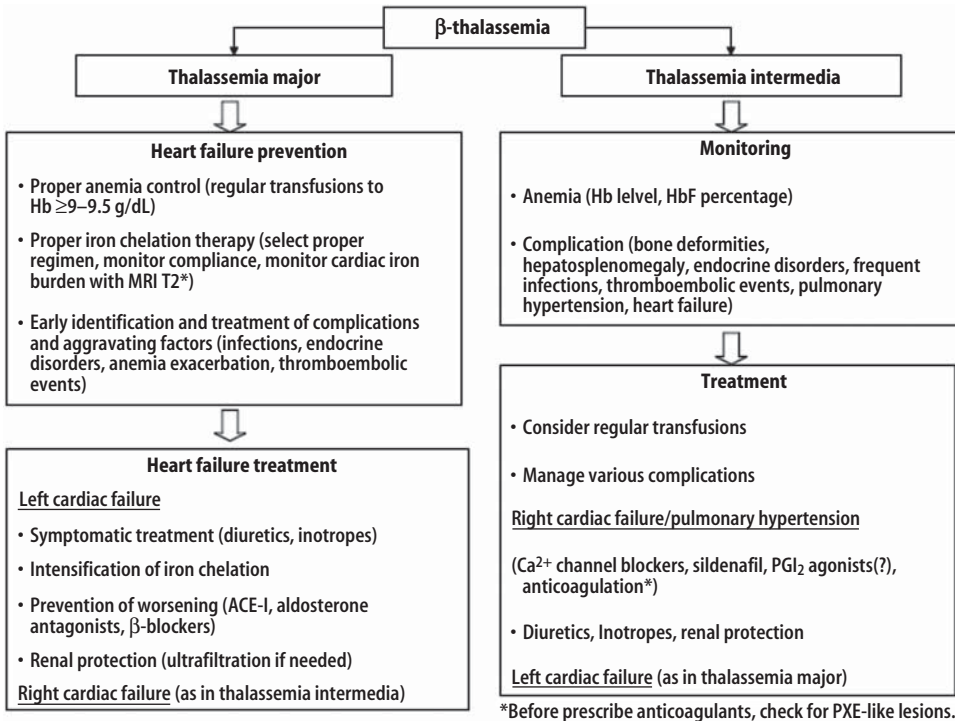 β-thalassemia
Thalassemia major
Heart failure prevention
• Proper anemia control (regular transfusions to
Hb ≥9–9.5 g/dL)
• Proper iron chelation therapy (select proper
regimen, monitor compliance, monitor cardiac iron
burden with MRI T2*)
• Early identification and treatment of complications
and aggravating factors (infections, endocrine
disorders, anemia exacerbation, thromboembolic
events)
Heart failure treatment
Left cardiac failure
• Symptomatic treatment (diuretics, inotropes)
• Intensification of iron chelation
• Prevention of worsening (ACE-I, aldosterone
antagonists, β-blockers)
• Renal protection (ultrafiltration if needed)
Right cardiac failure (as in thalassemia intermedia)
Thalassemia intermedia
Monitoring
• Anemia (Hb lelvel, HbF percentage)
• Complication (bone deformities,
hepatosplenomegaly, endocrine disorders, frequent
infections, thromboembolic events, pulmonary
hypertension, heart failure)
Treatment
• Consider regular transfusions
• Manage various complications
Right cardiac failure/pulmonary hypertension
(Ca²⁺ channel blockers, sildenafil, PGI₂ agonists(?),
anticoagulation*)
• Diuretics, Inotropes, renal protection
Left cardiac failure (as in thalassemia major)
*Before prescribe anticoagulants, check for PXE-like lesions.